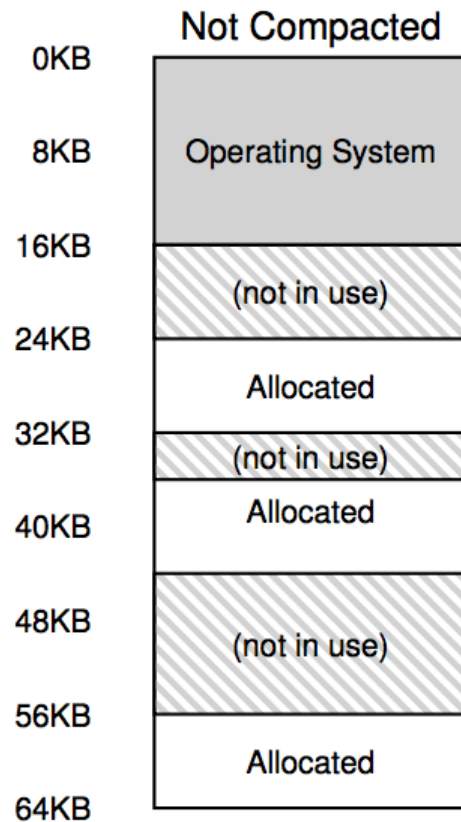 Not Compacted
0KB
8KB
Operating System
16KB
(not in use)
24KB
Allocated
32KB
(not in use)
Allocated
40KB
48KB
(not in use)
56KB
Allocated
64KB